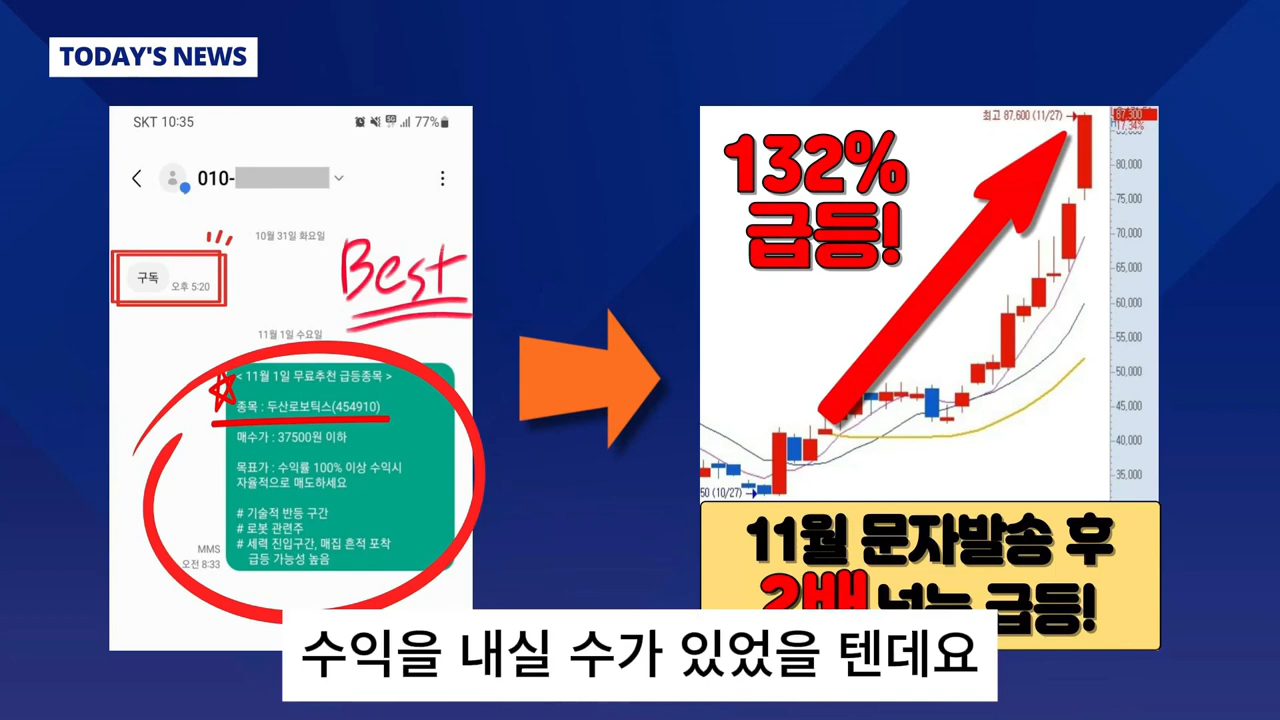 TODAY'S NEWS
SKT 10:35
77%
010-
10월 31일 화요일
구독
오후 5:20
Best
11월 1일 수요일
< 11월 1일 무료추천 급등종목 >
종목 : 두산로보틱스(454910)
매수가 : 37500원 이하
목표가 : 수익률 100% 이상 수익시
자율적으로 매도하세요
# 기술적 반등 구간
# 로봇 관련주
# 세력 진입구간, 매집 흔적 포착
급등 가능성 높음
MMS
오전 8:33
132%
급등!
최고 87,600 (11/27)
87,300
17.34%
80,000
75,000
70,000
65,000
60,000
55,000
50,000
45,000
40,000
35,000
50 (10/27)
11월 문자발송 후
2배 넘는 급등!
수익을 내실 수가 있었을 텐데요